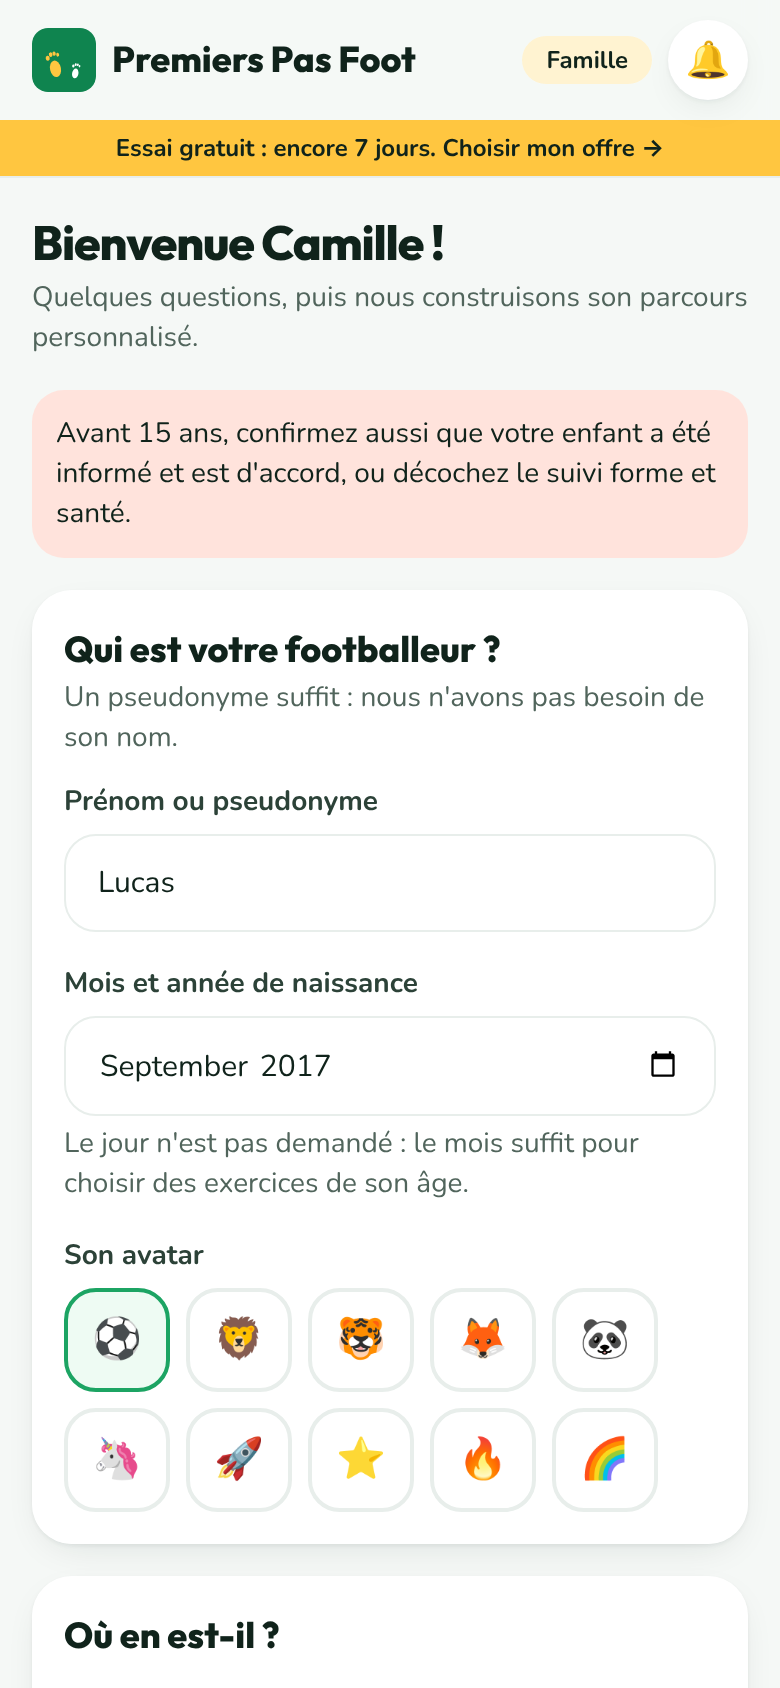 Premiers Pas Foot
Famille
Essai gratuit : encore 7 jours. Choisir mon offre →
Bienvenue Camille !
Quelques questions, puis nous construisons son parcours
personnalisé.
Avant 15 ans, confirmez aussi que votre enfant a été
informé et est d'accord, ou décochez le suivi forme et
santé.
Qui est votre footballeur ?
Un pseudonyme suffit : nous n'avons pas besoin de
son nom.
Prénom ou pseudonyme
Lucas
Mois et année de naissance
September 2017
Le jour n'est pas demandé : le mois suffit pour
choisir des exercices de son âge.
Son avatar
Où en est-il ?